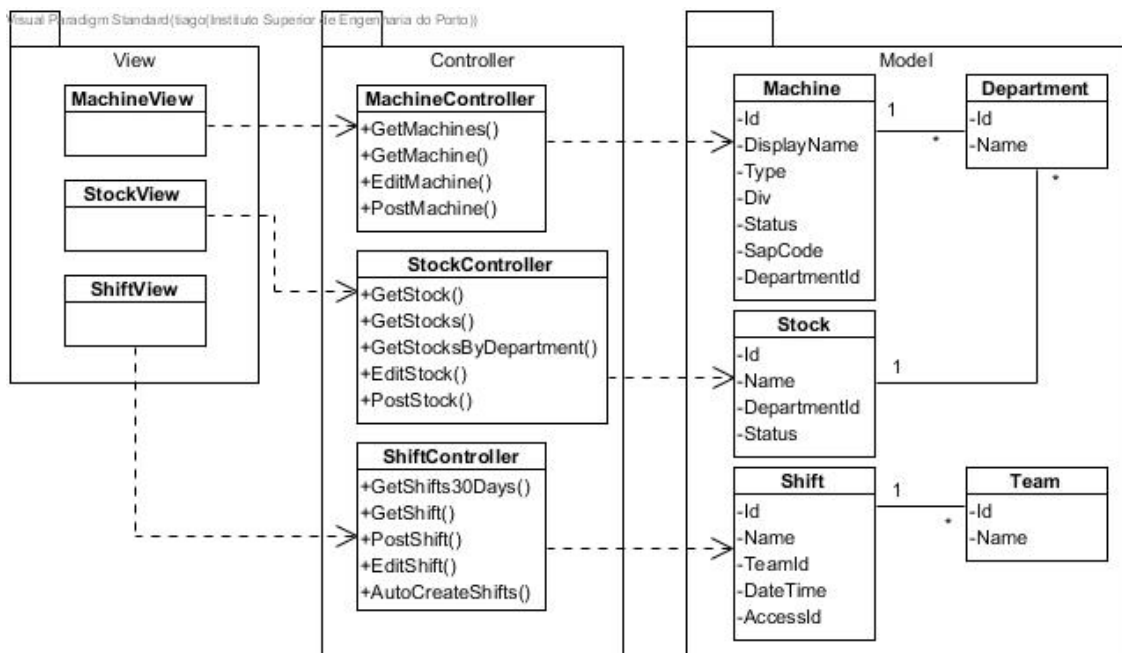 Visual Paradigm Standard(tiago(Instituto Superior de Engenharia do Porto))
View
MachineView
StockView
ShiftView
Controller
MachineController
+GetMachines()
+GetMachine()
+EditMachine()
+PostMachine()
StockController
+GetStock()
+GetStocks()
+GetStocksByDepartment()
+EditStock()
+PostStock()
ShiftController
+GetShifts30Days()
+GetShift()
+PostShift()
+EditShift()
+AutoCreateShifts()
Model
Machine
-Id
-DisplayName
-Type
-Div
-Status
-SapCode
-DepartmentId
1
*
Department
-Id
-Name
*
Stock
-Id
-Name
-DepartmentId
-Status
1
Shift
-Id
-Name
-TeamId
-DateTime
-AccessId
1
*
Team
-Id
-Name